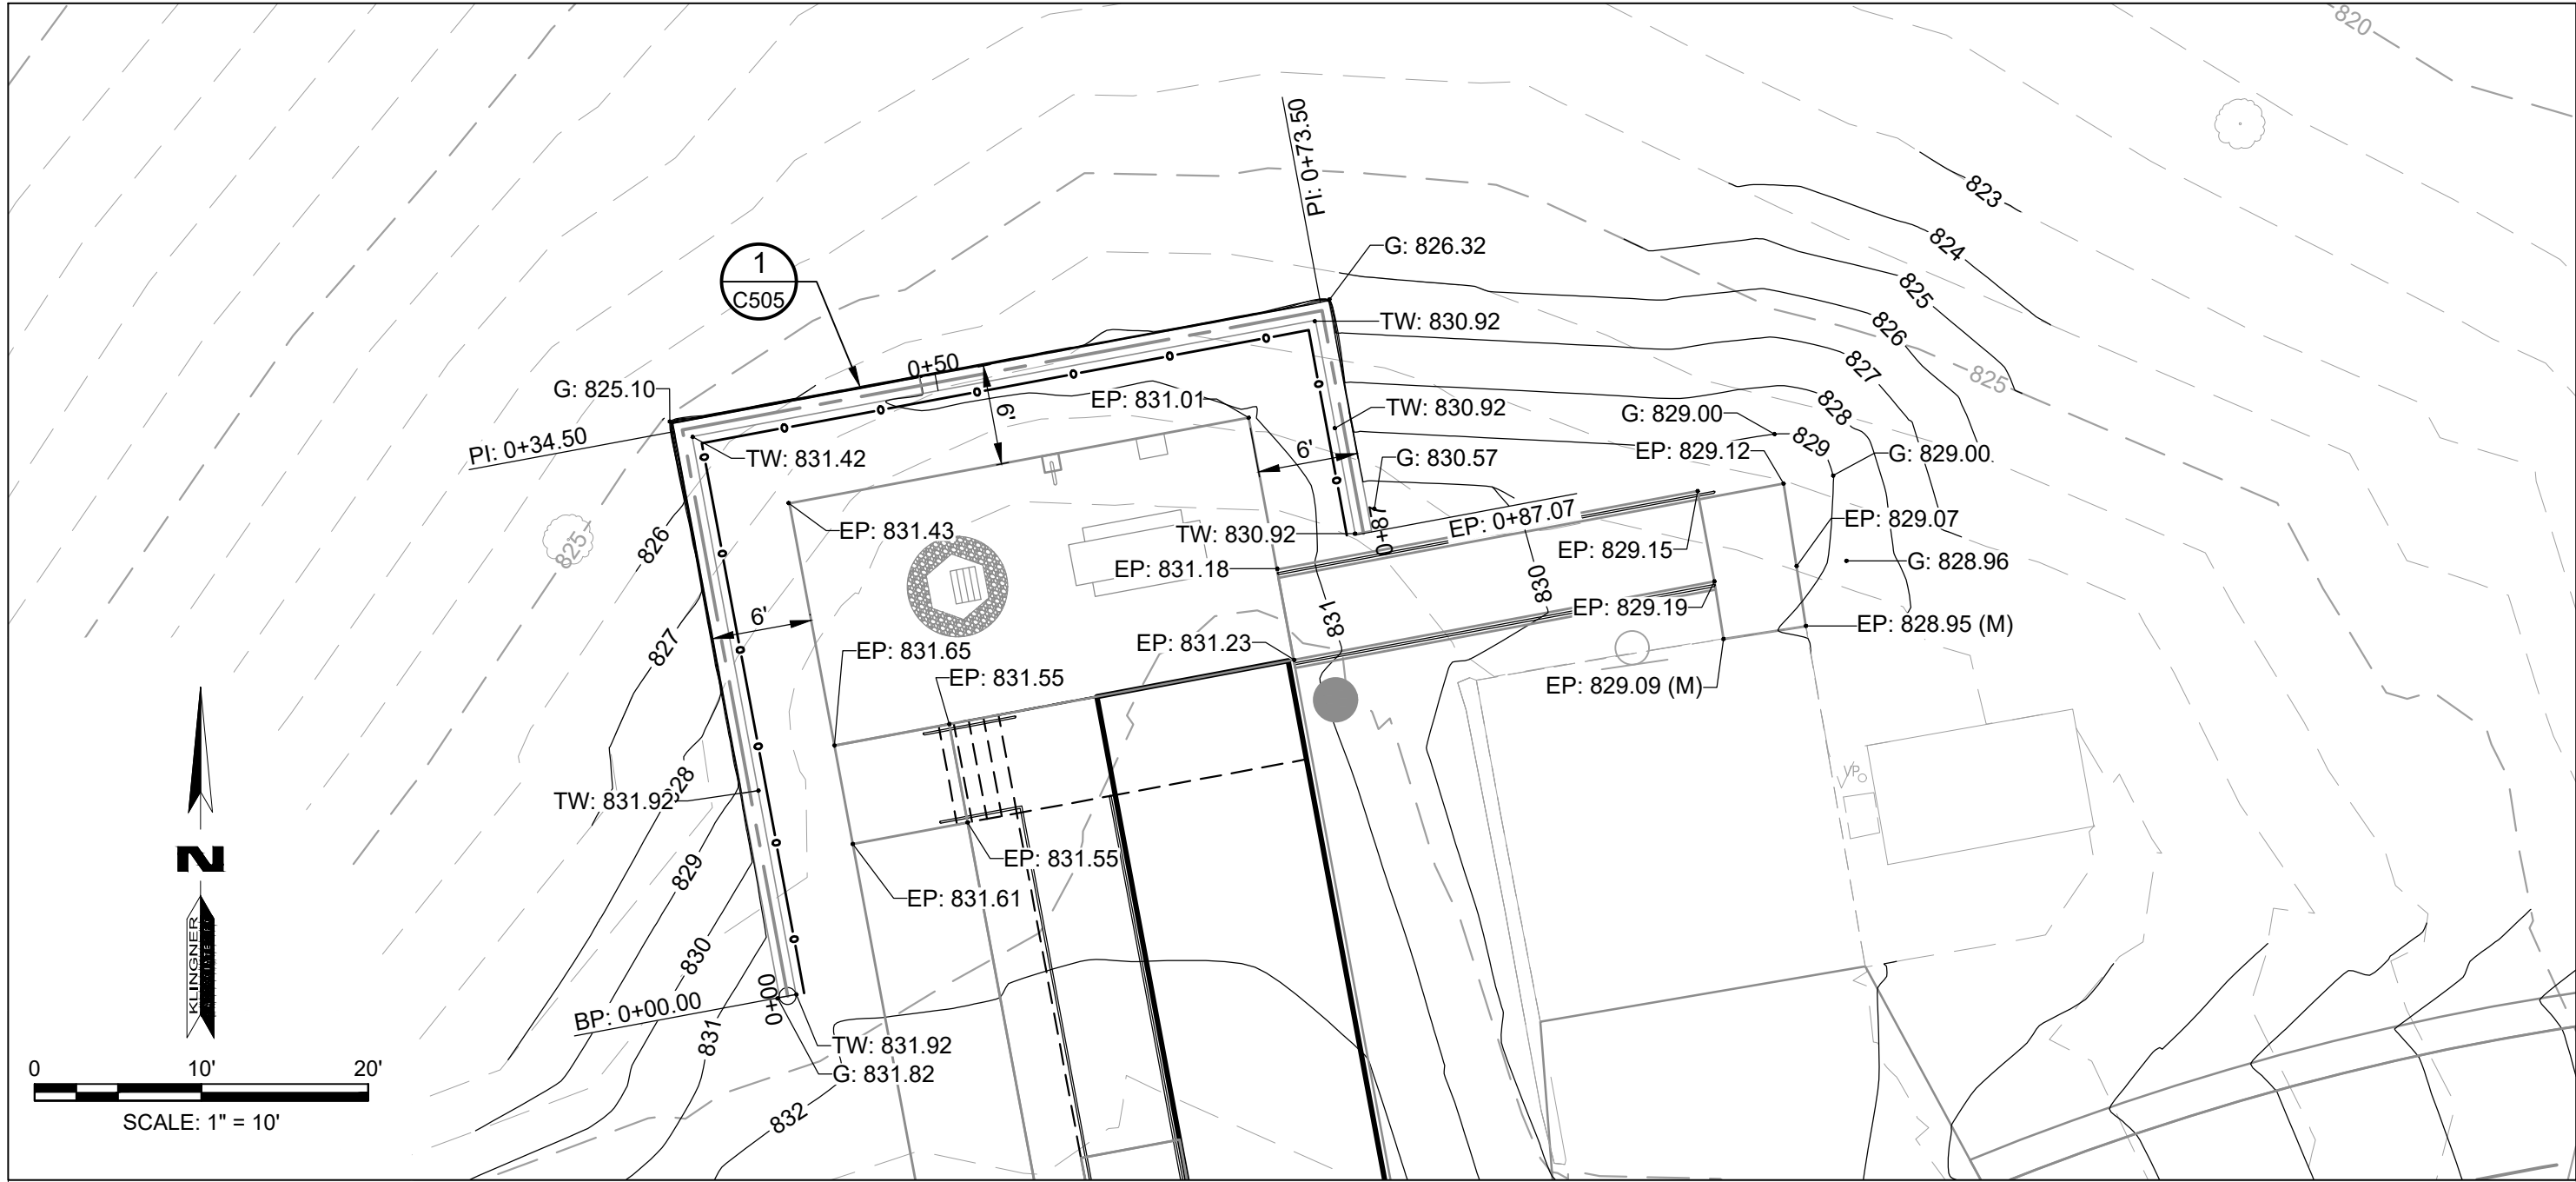 820
PI: 0+73.50
823
824
G: 826.32
1
C505
825
TW: 830.92
826
0+50
827
825
G: 825.10
6'
EP: 831.01
TW: 830.92
828
G: 829.00
829
PI: 0+34.50
TW: 831.42
6'
G: 830.57
EP: 829.12
G: 829.00
EP: 831.43
826
825
0+87
EP: 0+87.07
EP: 829.07
TW: 830.92
EP: 829.15
G: 828.96
EP: 831.18
830
6'
831
EP: 829.19
EP: 828.95 (M)
827
EP: 831.65
EP: 831.23
EP: 831.55
EP: 829.09 (M)
VP
TW: 831.92
828
EP: 831.55
829
EP: 831.61
N
KLINGNER
830
0+00
BP: 0+00.00
831
TW: 831.92
G: 831.82
832
0 10' 20'
SCALE: 1" = 10'